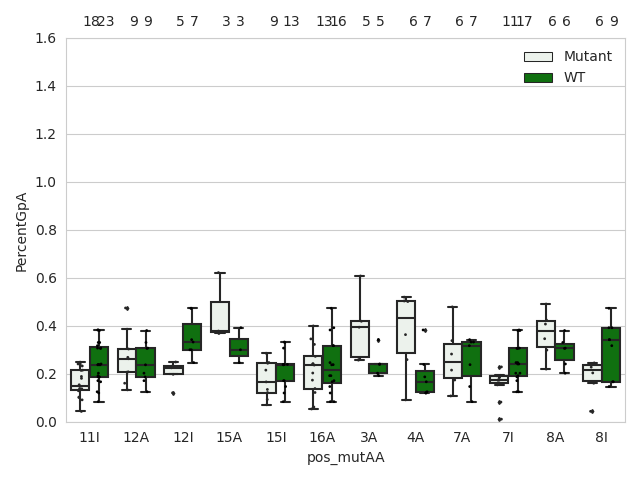 18 23 9 9 5 7 3 3 9 13 13 16 5 5 6 7 6 7 11 17 6 6 6 9
1.6
Mutant
WT
1.4
1.2
1.0
0.8
0.6
0.4
0.2
0.0
PercentGpA
11I 12A 12I 15A 15I 16A 3A 4A 7A 7I 8A 8I
pos_mutAA